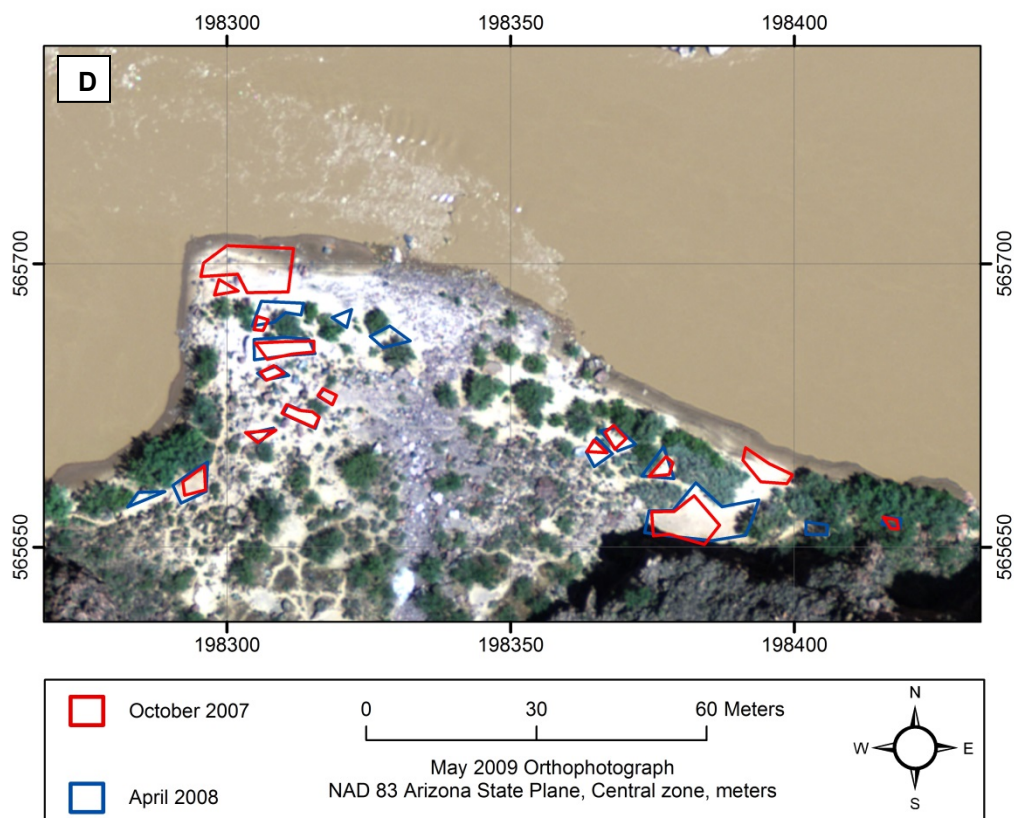 198300 198350 198400
D
565700 565700
565650 565650
198300 198350 198400
October 2007
April 2008
0 30 60 Meters
May 2009 Orthophotograph
NAD 83 Arizona State Plane, Central zone, meters
N
W E
S